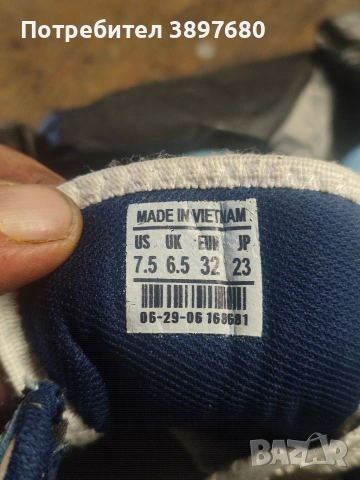 Потребител 3897680
MADE IN VIETNAM
US UK EUR JP
7.5 6.5 32 23
06-29-06 168681
BAZAR